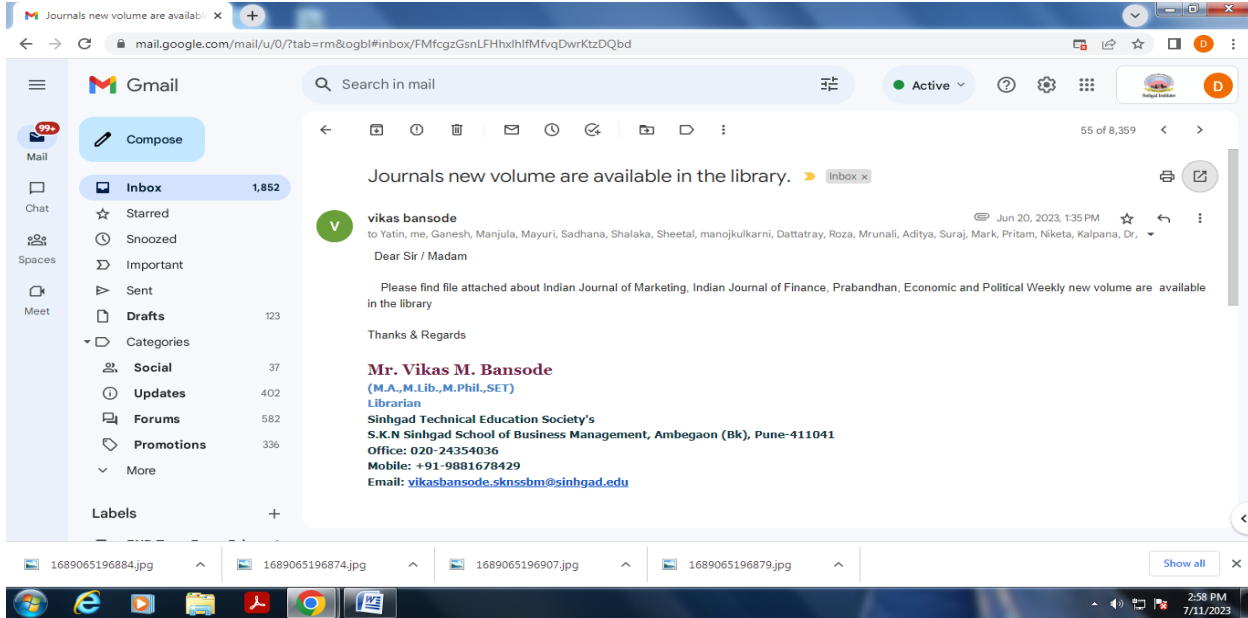 Journals new volume are availabl
mail.google.com/mail/u/0/?tab=rm&ogbl#inbox/FMfcgzGsnLFHhxlhlfMfvqDwrKtzDQbd
D
Gmail
Search in mail
Active
Sinhgad Institutes
D
99+
Mail
Chat
Spaces
Meet
Compose
Inbox 1,852
Starred
Snoozed
Important
Sent
Drafts 123
Categories
Social 37
Updates 402
Forums 582
Promotions 336
More
Labels
55 of 8,359
Journals new volume are available in the library. Inbox x
V
vikas bansode Jun 20, 2023, 1:35 PM
to Yatin, me, Ganesh, Manjula, Mayuri, Sadhana, Shalaka, Sheetal, manojkulkarni, Dattatray, Roza, Mrunali, Aditya, Suraj, Mark, Pritam, Niketa, Kalpana, Dr,
Dear Sir / Madam
Please find file attached about Indian Journal of Marketing, Indian Journal of Finance, Prabandhan, Economic and Political Weekly new volume are available
in the library
Thanks & Regards
Mr. Vikas M. Bansode
(M.A.,M.Lib.,M.Phil.,SET)
Librarian
Sinhgad Technical Education Society's
S.K.N Sinhgad School of Business Management, Ambegaon (Bk), Pune-411041
Office: 020-24354036
Mobile: +91-9881678429
Email: vikasbansode.sknssbm@sinhgad.edu
1689065196884.jpg
1689065196874.jpg
1689065196907.jpg
1689065196879.jpg
Show all
2:58 PM
7/11/2023